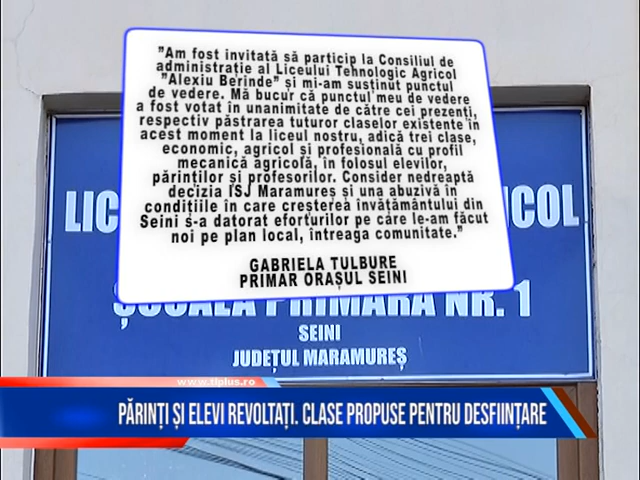 "Am fost invitată să particip la Consiliul de
administrație al Liceului Tehnologic Agricol
"Alexiu Berinde" și mi-am susținut punctul
de vedere. Mă bucur că punctul meu de vedere
a fost votat în unanimitate de către cei prezenți,
respectiv păstrarea tuturor claselor existente în
acest moment la liceul nostru, adică trei clase,
economic, agricol și profesională cu profil
mecanică agricolă, în folosul elevilor,
părinților și profesorilor. Consider nedreaptă
decizia ISJ Maramureș și una abuzivă în
condițiile în care creșterea învățământului din
Seini s-a datorat eforturilor pe care le-am făcut
noi pe plan local, întreaga comunitate."
GABRIELA TULBURE
PRIMAR ORAȘUL SEINI
LIC ICOL
ȘCOALA PRIMARĂ NR. 1
SEINI
JUDEȚUL MARAMUREȘ
www.tlplus.ro
PĂRINȚI ȘI ELEVI REVOLTAȚI. CLASE PROPUSE PENTRU DESFIINȚARE